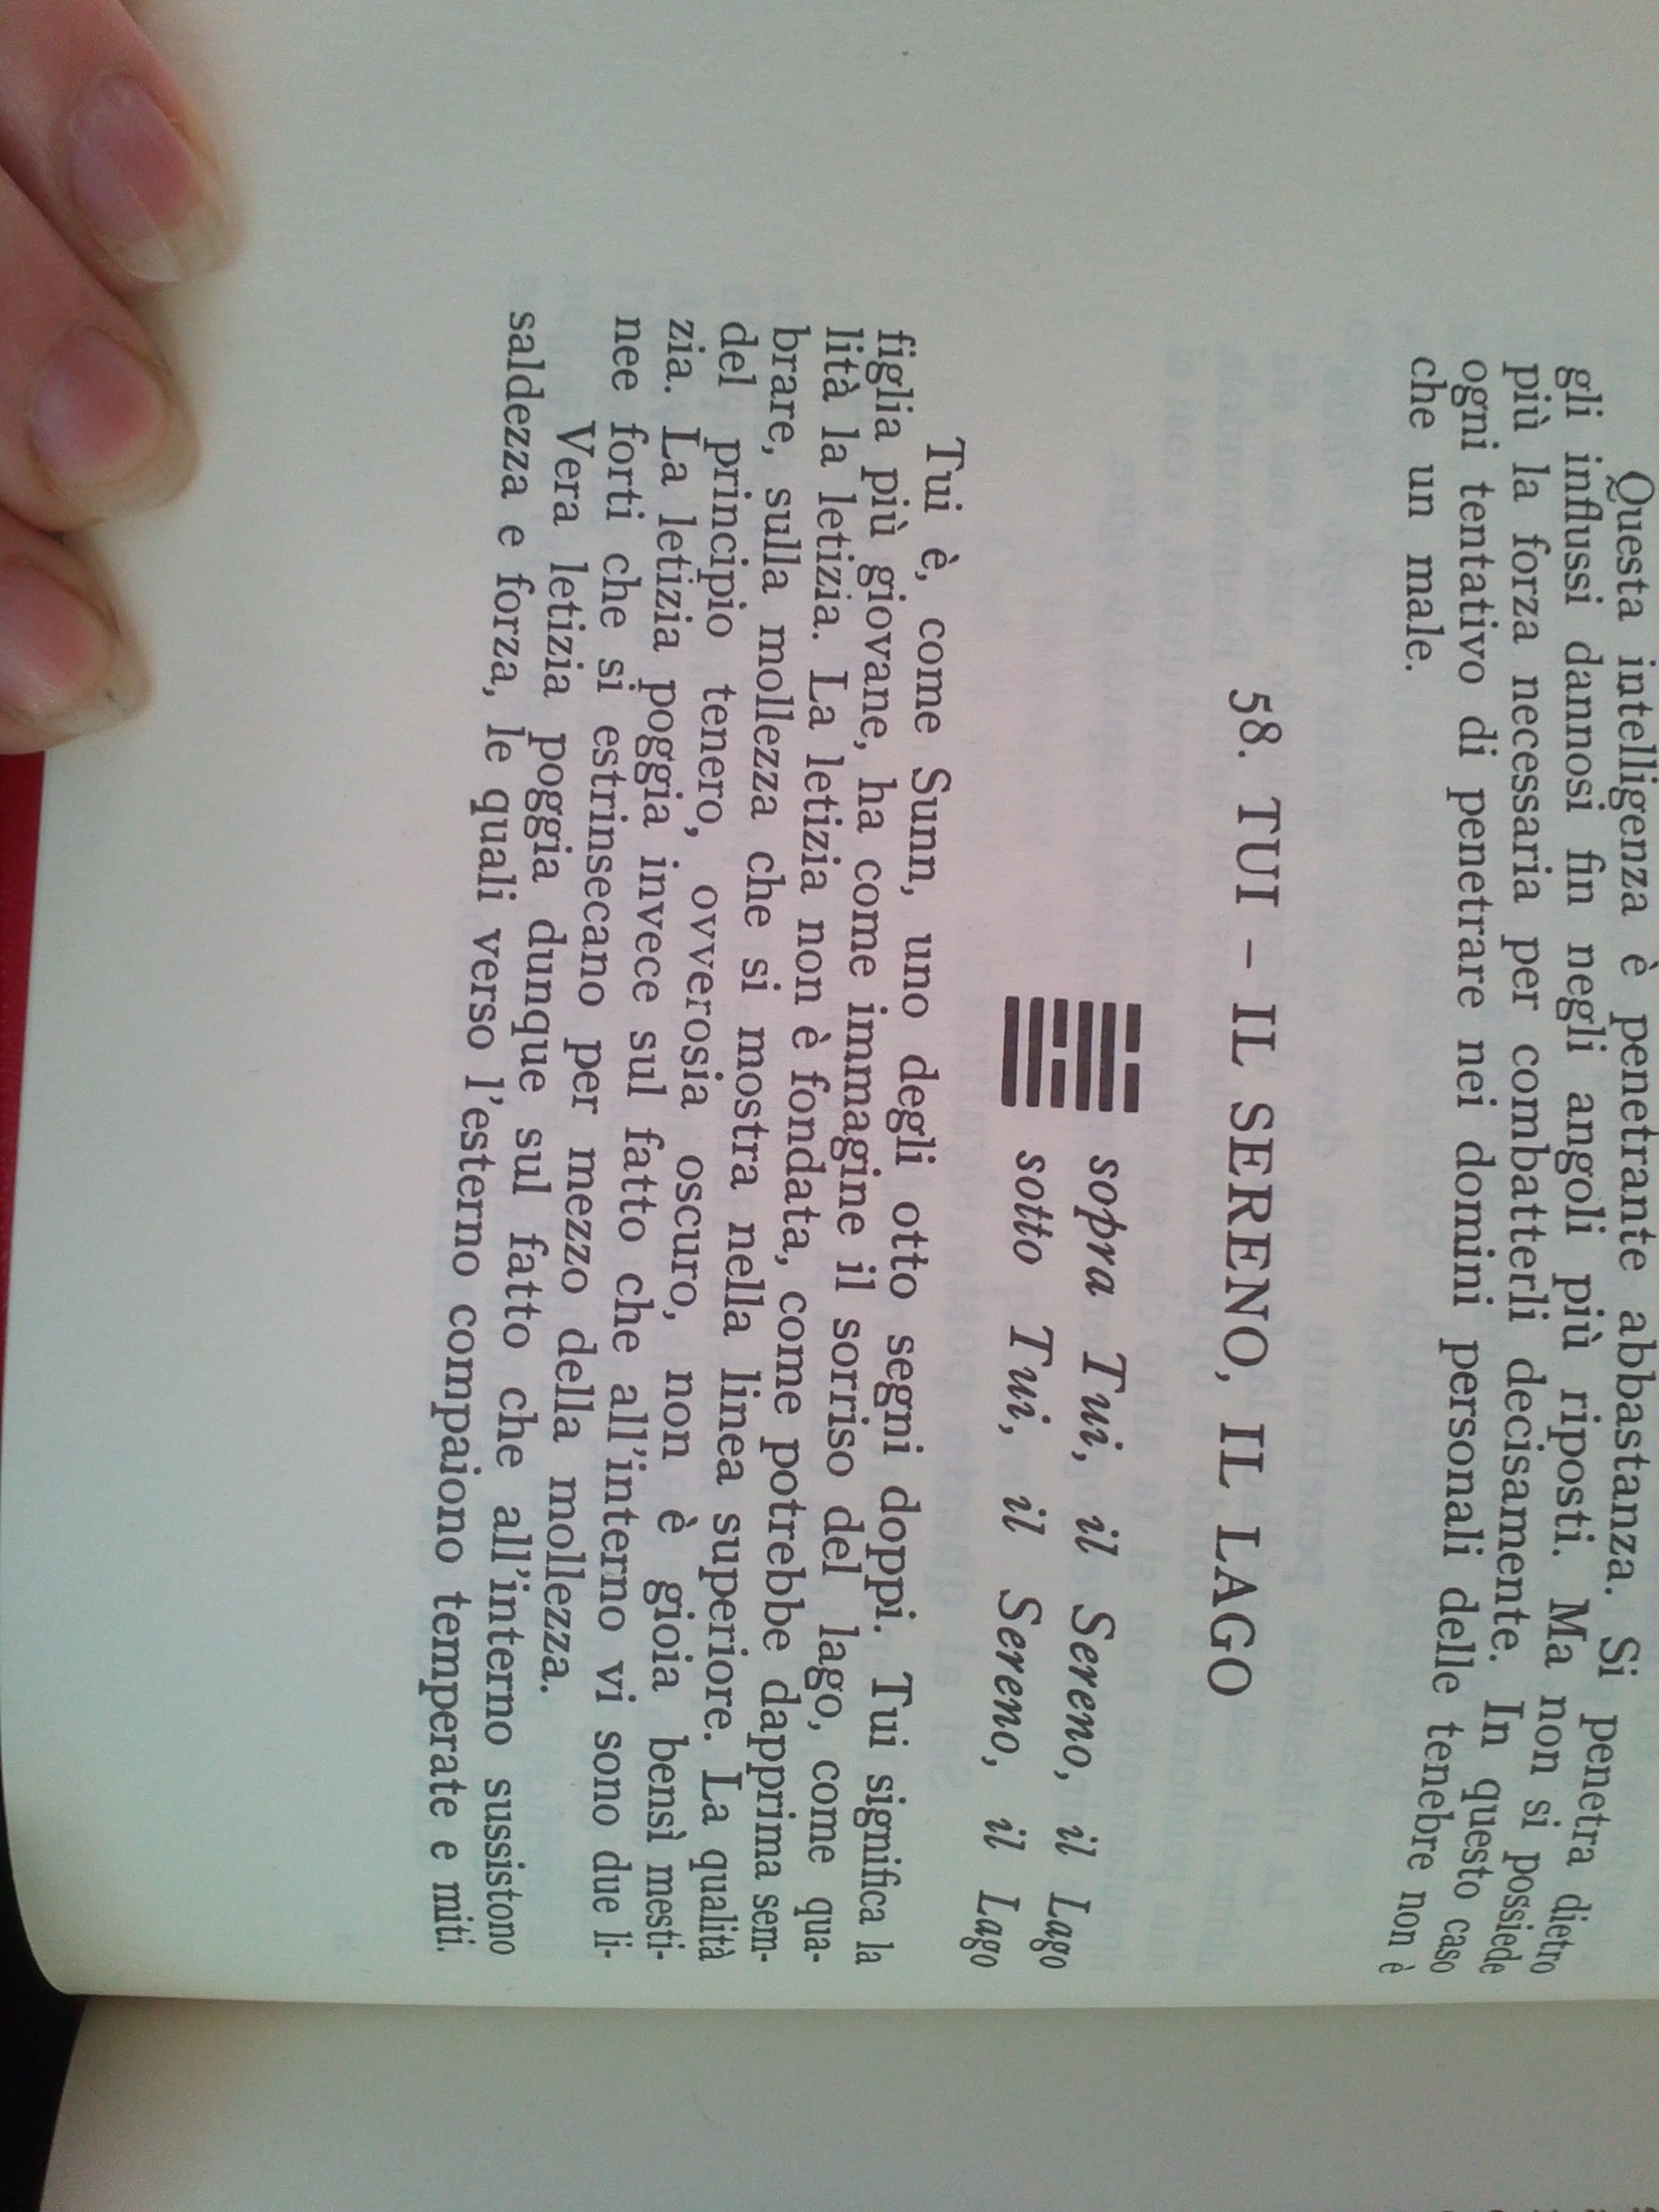 Questa intelligenza è penetrante abbastanza. Si penetra dietro
gli influssi dannosi fin negli angoli più riposti. Ma non si possiede
più la forza necessaria per combatterli decisamente. In questo caso
ogni tentativo di penetrare nei domini personali delle tenebre non è
che un male.
58. TUI – IL SERENO, IL LAGO
sopra Tui, il Sereno, il Lago
sotto Tui, il Sereno, il Lago
Tui è, come Sunn, uno degli otto segni doppi. Tui significa la
figlia più giovane, ha come immagine il sorriso del lago, come qua-
lità la letizia. La letizia non è fondata, come potrebbe dapprima sem-
brare, sulla mollezza che si mostra nella linea superiore. La qualità
del principio tenero, ovverosia oscuro, non è gioia bensì mesti-
zia. La letizia poggia invece sul fatto che all'interno vi sono due li-
nee forti che si estrinsecano per mezzo della mollezza.
Vera letizia poggia dunque sul fatto che all'interno sussistono
saldezza e forza, le quali verso l'esterno compaiono temperate e miti.